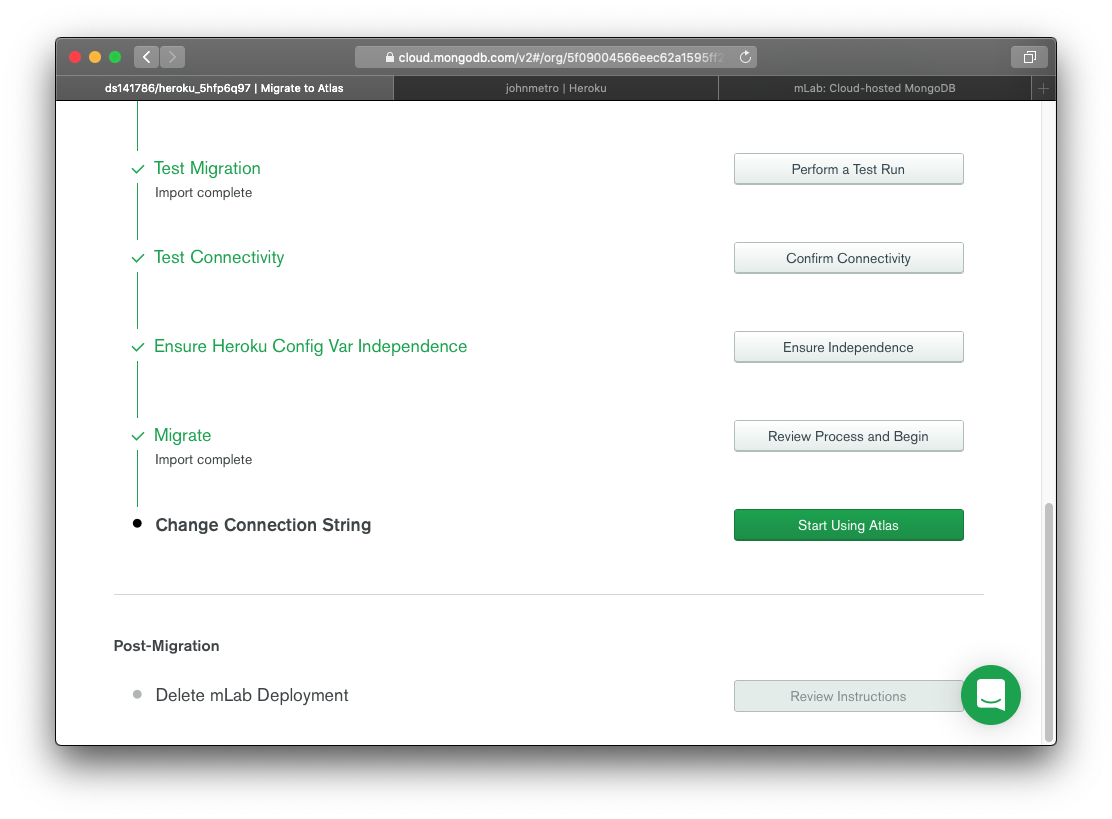 cloud.mongodb.com/v2#/org/5f09004566eec62a1595ff2
ds141786/heroku_5hfp6q97 | Migrate to Atlas
johnmetro | Heroku
mLab: Cloud-hosted MongoDB
Test Migration
Perform a Test Run
Import complete
Test Connectivity
Confirm Connectivity
Ensure Heroku Config Var Independence
Ensure Independence
Migrate
Review Process and Begin
Import complete
Change Connection String
Start Using Atlas
Post-Migration
Delete mLab Deployment
Review Instructions